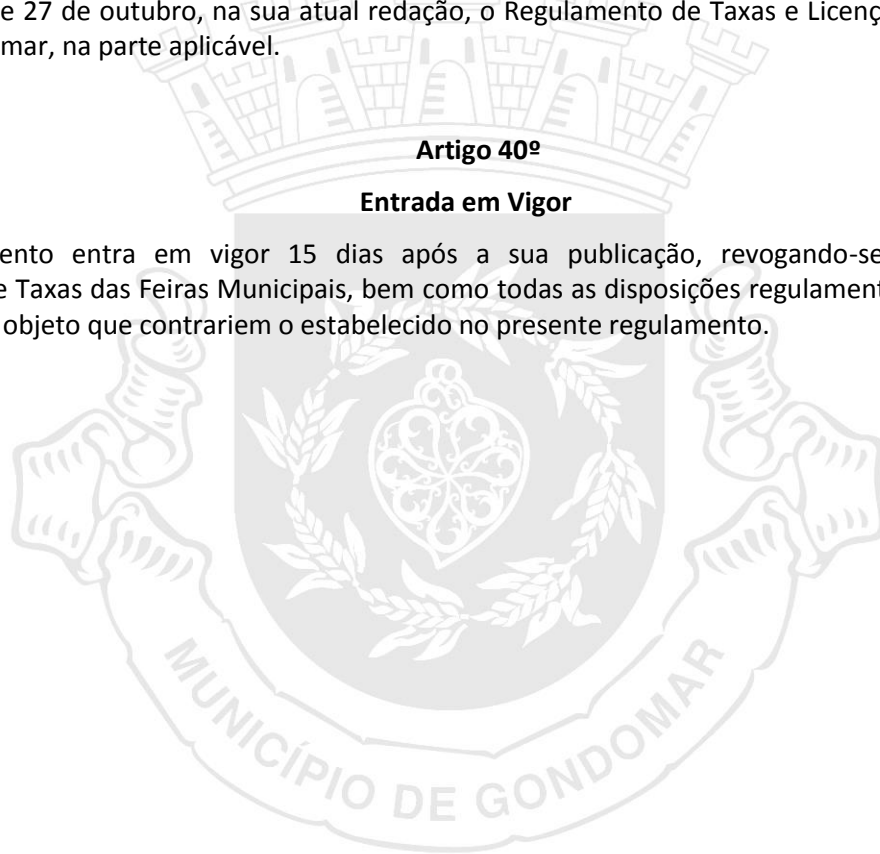 e 27 de outubro, na sua atual redação, o Regulamento de Taxas e Licenç
mar, na parte aplicável.
Artigo 40º
Entrada em Vigor
ento entra em vigor 15 dias após a sua publicação, revogando-se
e Taxas das Feiras Municipais, bem como todas as disposições regulament
objeto que contrariem o estabelecido no presente regulamento.
MUNICÍPIO DE GONDOMAR